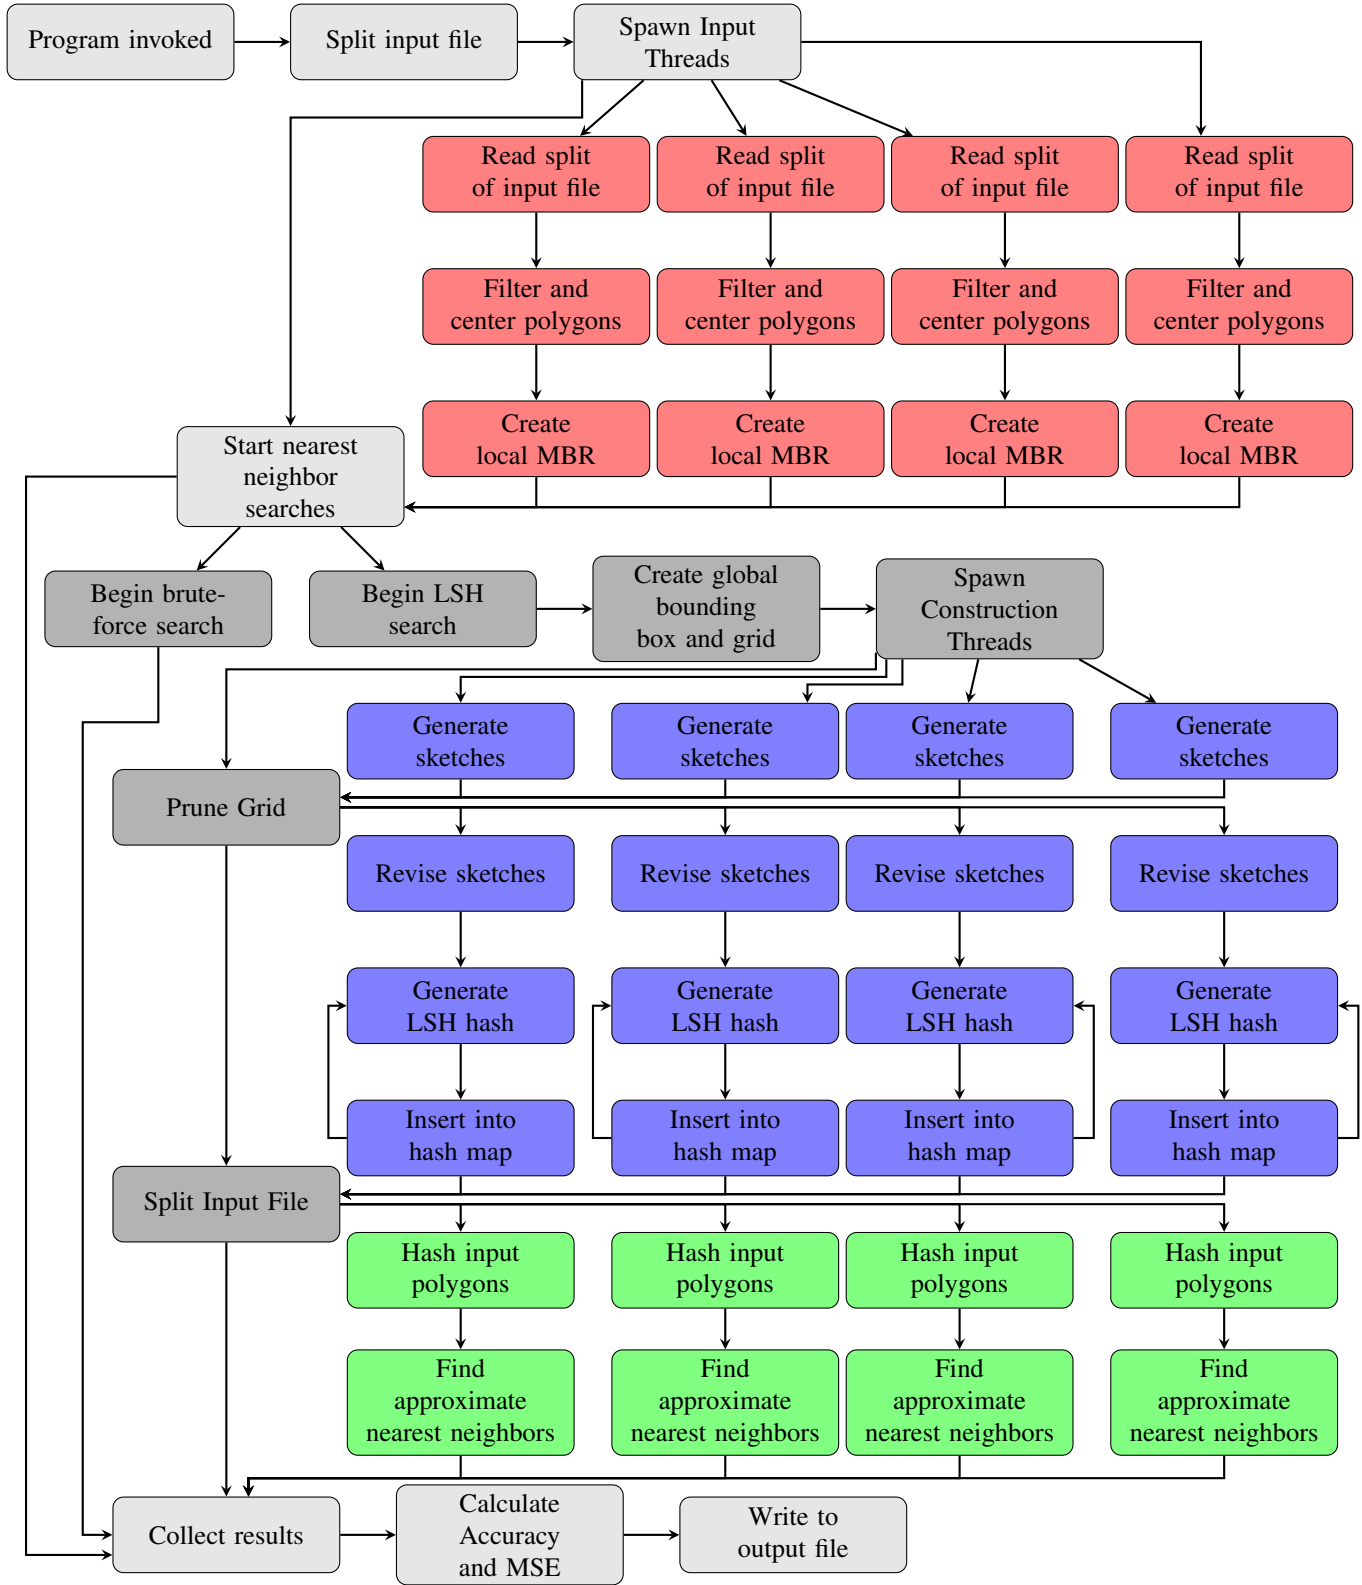 Program invoked
Split input file
Spawn Input
Threads
Read split
of input file
Read split
of input file
Read split
of input file
Read split
of input file
Filter and
center polygons
Filter and
center polygons
Filter and
center polygons
Filter and
center polygons
Create
local MBR
Create
local MBR
Create
local MBR
Create
local MBR
Start nearest
neighbor
searches
Begin brute-
force search
Begin LSH
search
Create global
bounding
box and grid
Spawn
Construction
Threads
Generate
sketches
Generate
sketches
Generate
sketches
Generate
sketches
Prune Grid
Revise sketches
Revise sketches
Revise sketches
Revise sketches
Generate
LSH hash
Generate
LSH hash
Generate
LSH hash
Generate
LSH hash
Insert into
hash map
Insert into
hash map
Insert into
hash map
Insert into
hash map
Split Input File
Hash input
polygons
Hash input
polygons
Hash input
polygons
Hash input
polygons
Find
approximate
nearest neighbors
Find
approximate
nearest neighbors
Find
approximate
nearest neighbors
Find
approximate
nearest neighbors
Collect results
Calculate
Accuracy
and MSE
Write to
output file